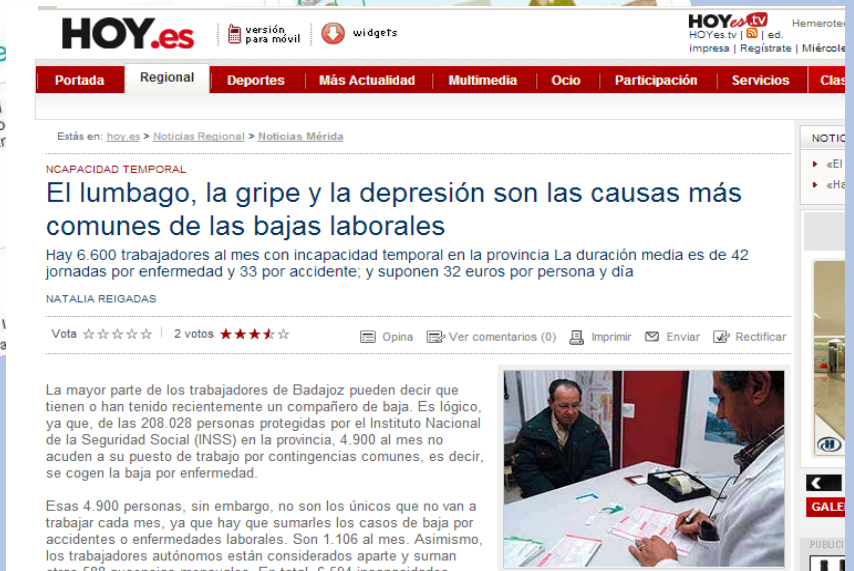 HOY.es
versión
para móvil
widgets
HOYes.tv
HOYes.tv | ed.
impresa | Regístrate |
Portada
Regional
Deportes
Más Actualidad
Multimedia
Ocio
Participación
Servicios
Estás en: hoy.es > Noticias Regional > Noticias Mérida
NCAPACIDAD TEMPORAL
El lumbago, la gripe y la depresión son las causas más
comunes de las bajas laborales
Hay 6.600 trabajadores al mes con incapacidad temporal en la provincia La duración media es de 42
jornadas por enfermedad y 33 por accidente; y suponen 32 euros por persona y día
NATALIA REIGADAS
Vota
2 votos
Opina
Ver comentarios (0)
Imprimir
Enviar
Rectificar
La mayor parte de los trabajadores de Badajoz pueden decir que
tienen o han tenido recientemente un compañero de baja. Es lógico,
ya que, de las 208.028 personas protegidas por el Instituto Nacional
de la Seguridad Social (INSS) en la provincia, 4.900 al mes no
acuden a su puesto de trabajo por contingencias comunes, es decir,
se cogen la baja por enfermedad.
Esas 4.900 personas, sin embargo, no son los únicos que no van a
trabajar cada mes, ya que hay que sumarles los casos de baja por
accidentes o enfermedades laborales. Son 1.106 al mes. Asimismo,
los trabajadores autónomos están considerados aparte y suman
otras 588 ausencias mensuales. En total, 6.594 incapacidades
«El